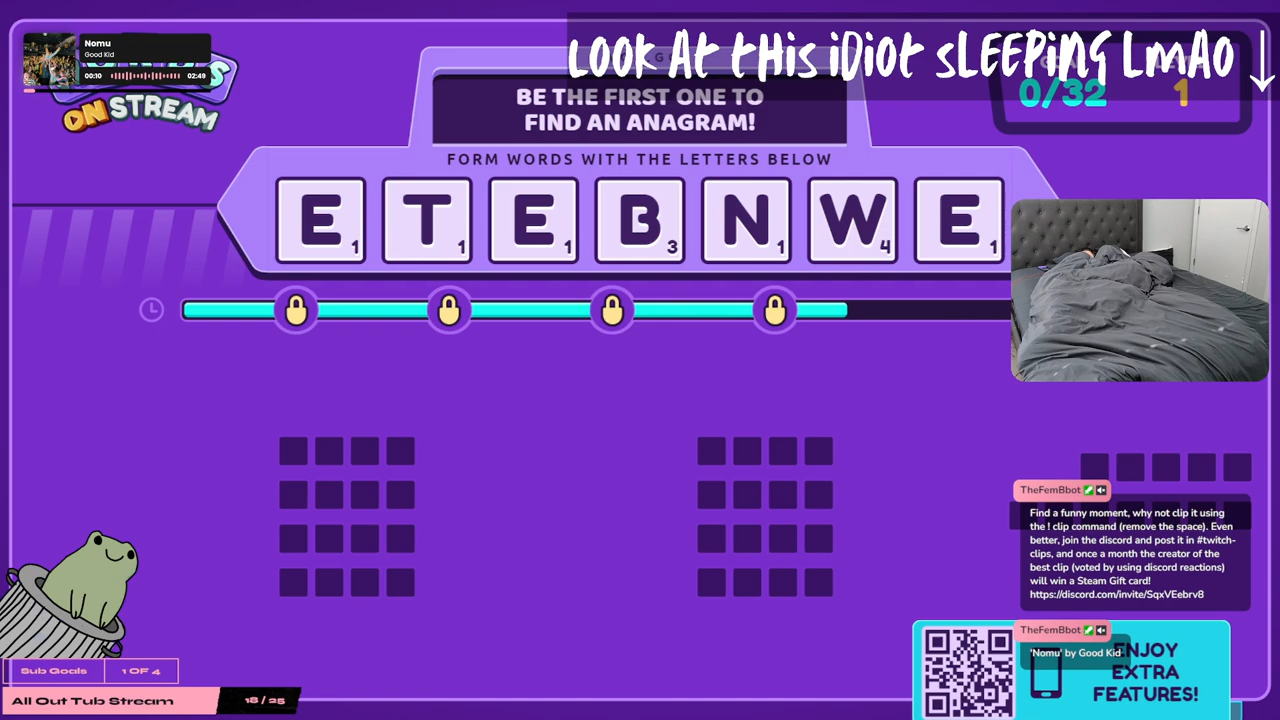 LOOK At tHis iDiot sLEEPiNG LmAO
Nomu
Good Kid
00:10
02:49
ON STREAM
BE THE FIRST ONE TO
FIND AN ANAGRAM!
0/32
1
FORM WORDS WITH THE LETTERS BELOW
E 1 T 1 E 1 B 3 N 1 W 4 E 1
TheFemBbot
Find a funny moment, why not clip it using
the ! clip command (remove the space). Even
better, join the discord and post it in #twitch-
clips, and once a month the creator of the
best clip (voted by using discord reactions)
will win a Steam Gift card!
https://discord.com/invite/SqxVEebrv8
TheFemBbot
'Nomu' by Good Kid
ENJOY
EXTRA
FEATURES!
Sub Goals
1 OF 4
All Out Tub Stream
18 / 25